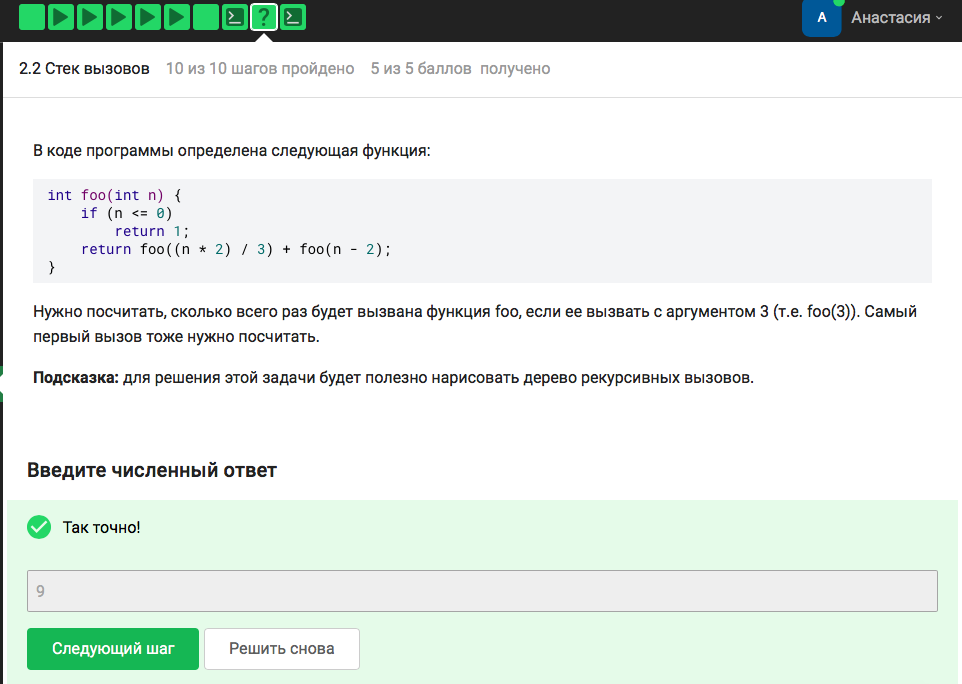 >_ ? >_
А Анастасия
2.2 Стек вызовов 10 из 10 шагов пройдено 5 из 5 баллов получено
В коде программы определена следующая функция:
int foo(int n) {
    if (n <= 0)
        return 1;
    return foo((n * 2) / 3) + foo(n - 2);
}
Нужно посчитать, сколько всего раз будет вызвана функция foo, если ее вызвать с аргументом 3 (т.е. foo(3)). Самый
первый вызов тоже нужно посчитать.
Подсказка: для решения этой задачи будет полезно нарисовать дерево рекурсивных вызовов.
Введите численный ответ
Так точно!
9
Следующий шаг Решить снова